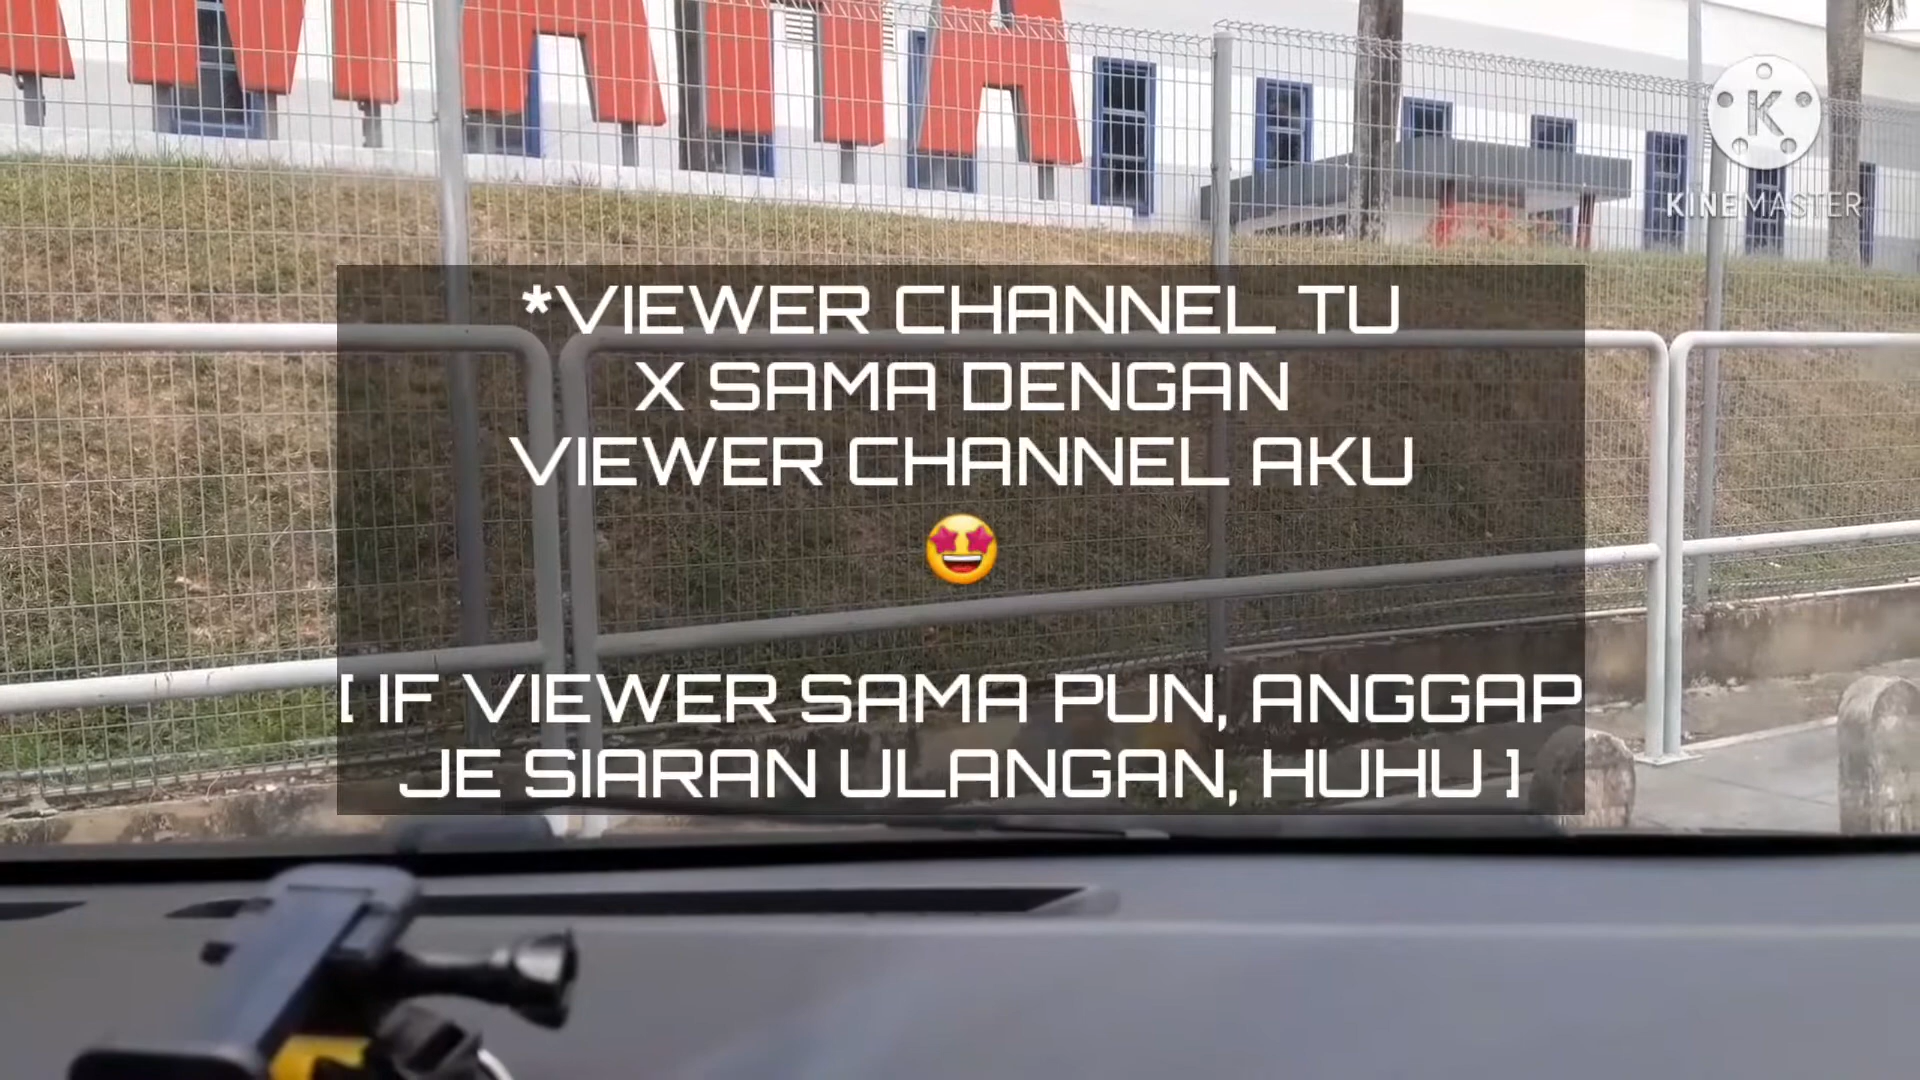 KINEMASTER
*VIEWER CHANNEL TU
X SAMA DENGAN
VIEWER CHANNEL AKU
🤩
[ IF VIEWER SAMA PUN, ANGGAP
JE SIARAN ULANGAN, HUHU ]